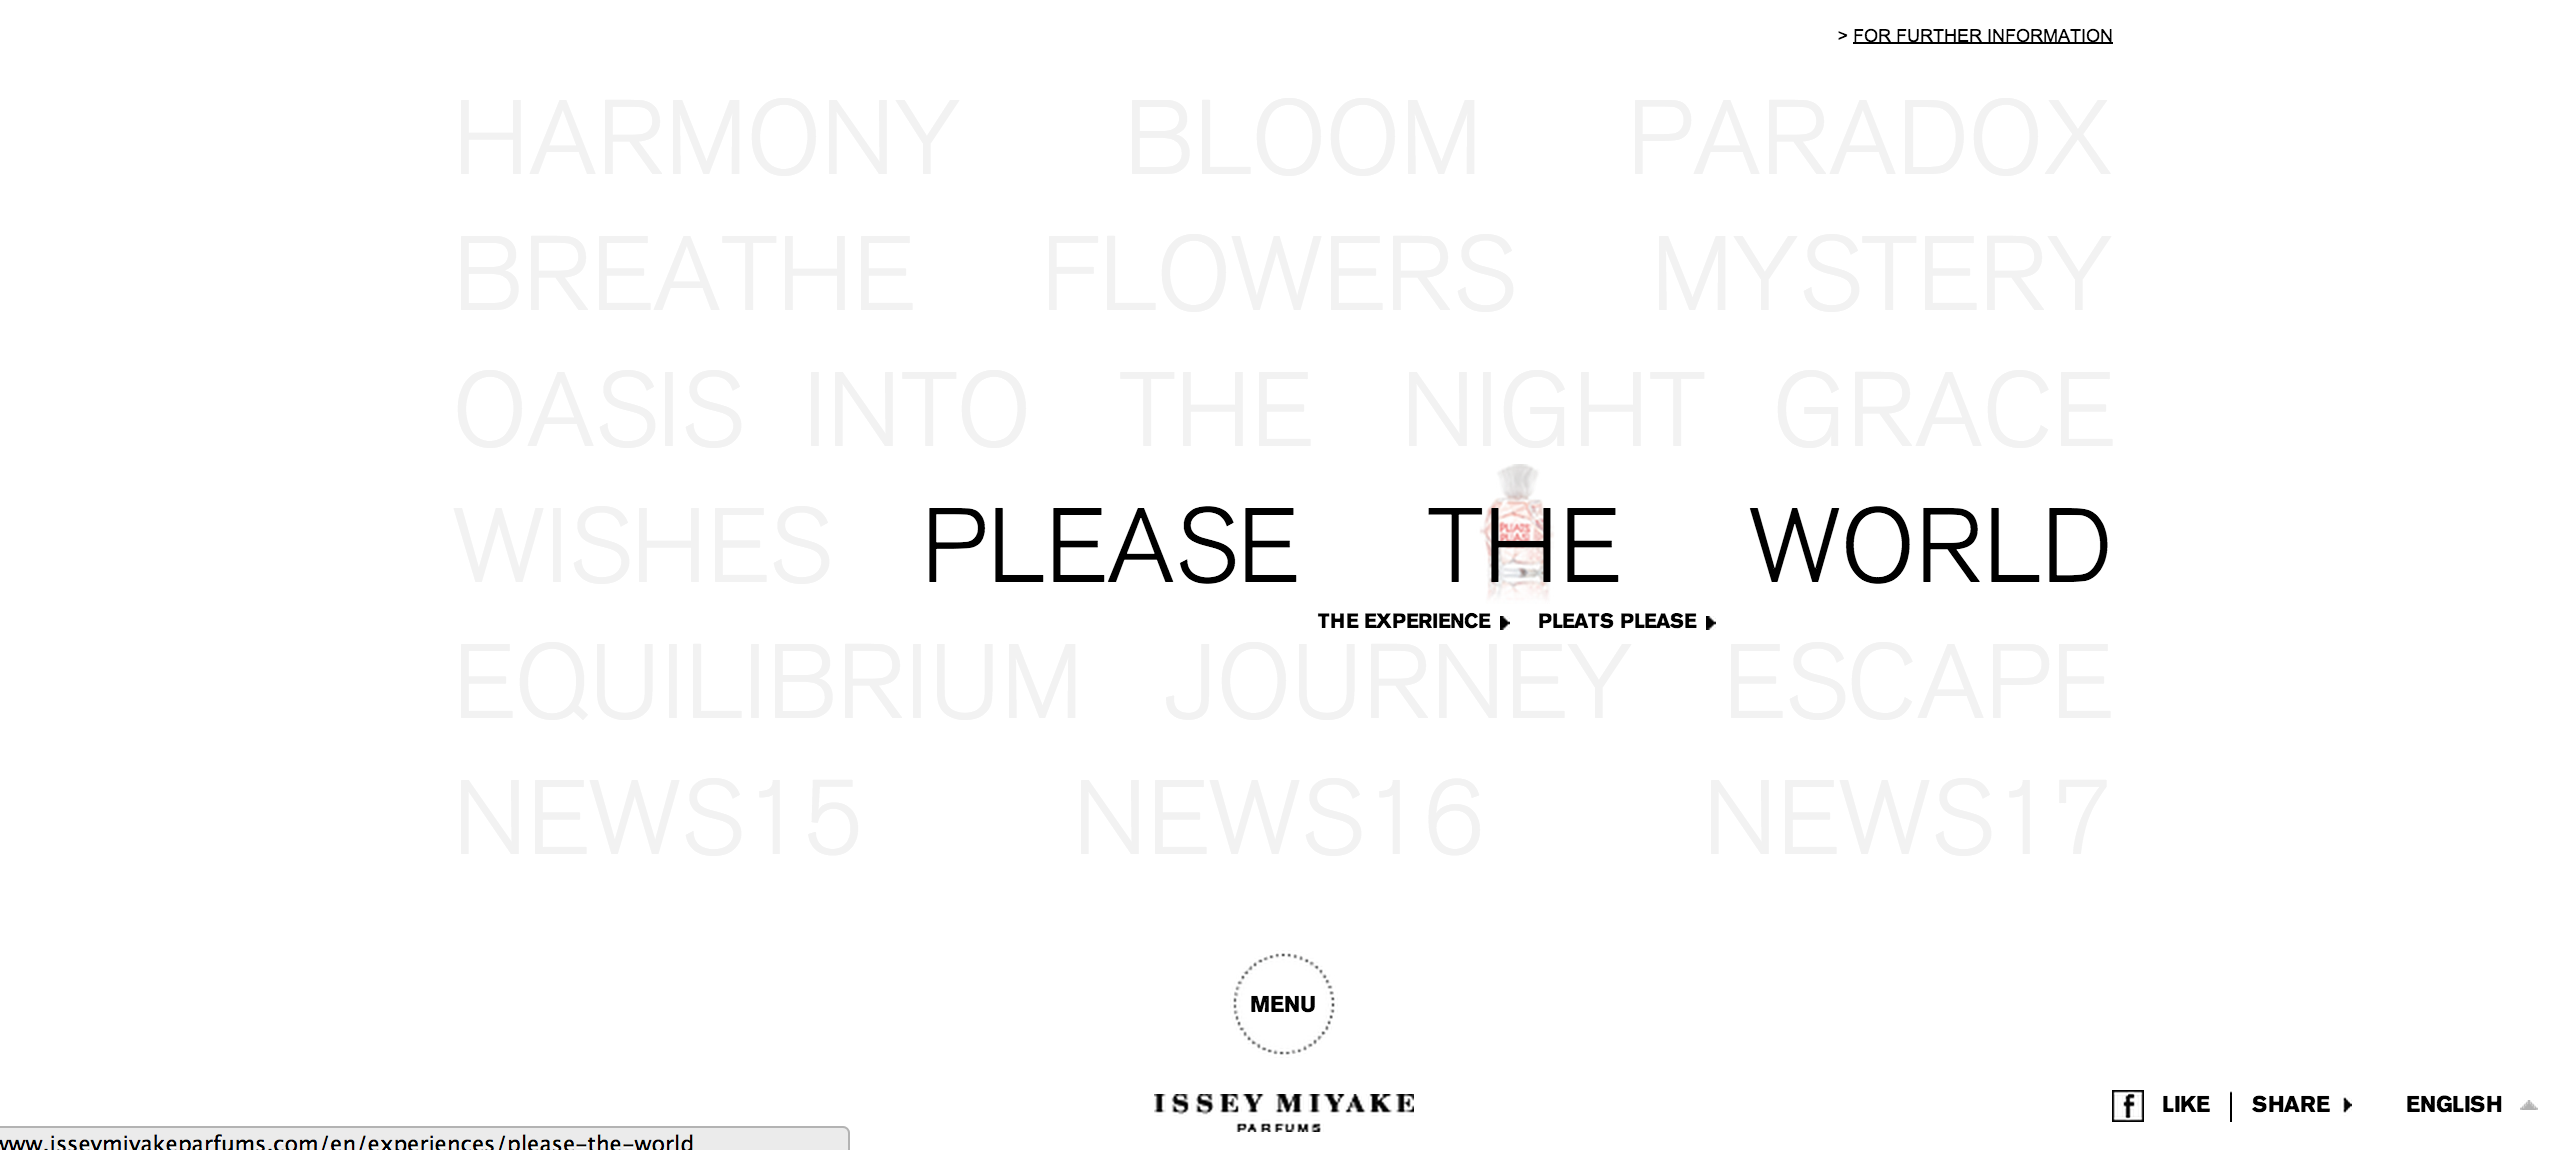 > FOR FURTHER INFORMATION
HARMONY BLOOM PARADOX
BREATHE FLOWERS MYSTERY
OASIS INTO THE NIGHT GRACE
WISHES PLEASE THE WORLD
PLEATS
PLEASE
THE EXPERIENCE PLEATS PLEASE
EQUILIBRIUM JOURNEY ESCAPE
NEWS15 NEWS16 NEWS17
MENU
ISSEY MIYAKE
PARFUMS
f LIKE | SHARE ENGLISH
www.isseymiyakeparfums.com/en/experiences/please-the-world